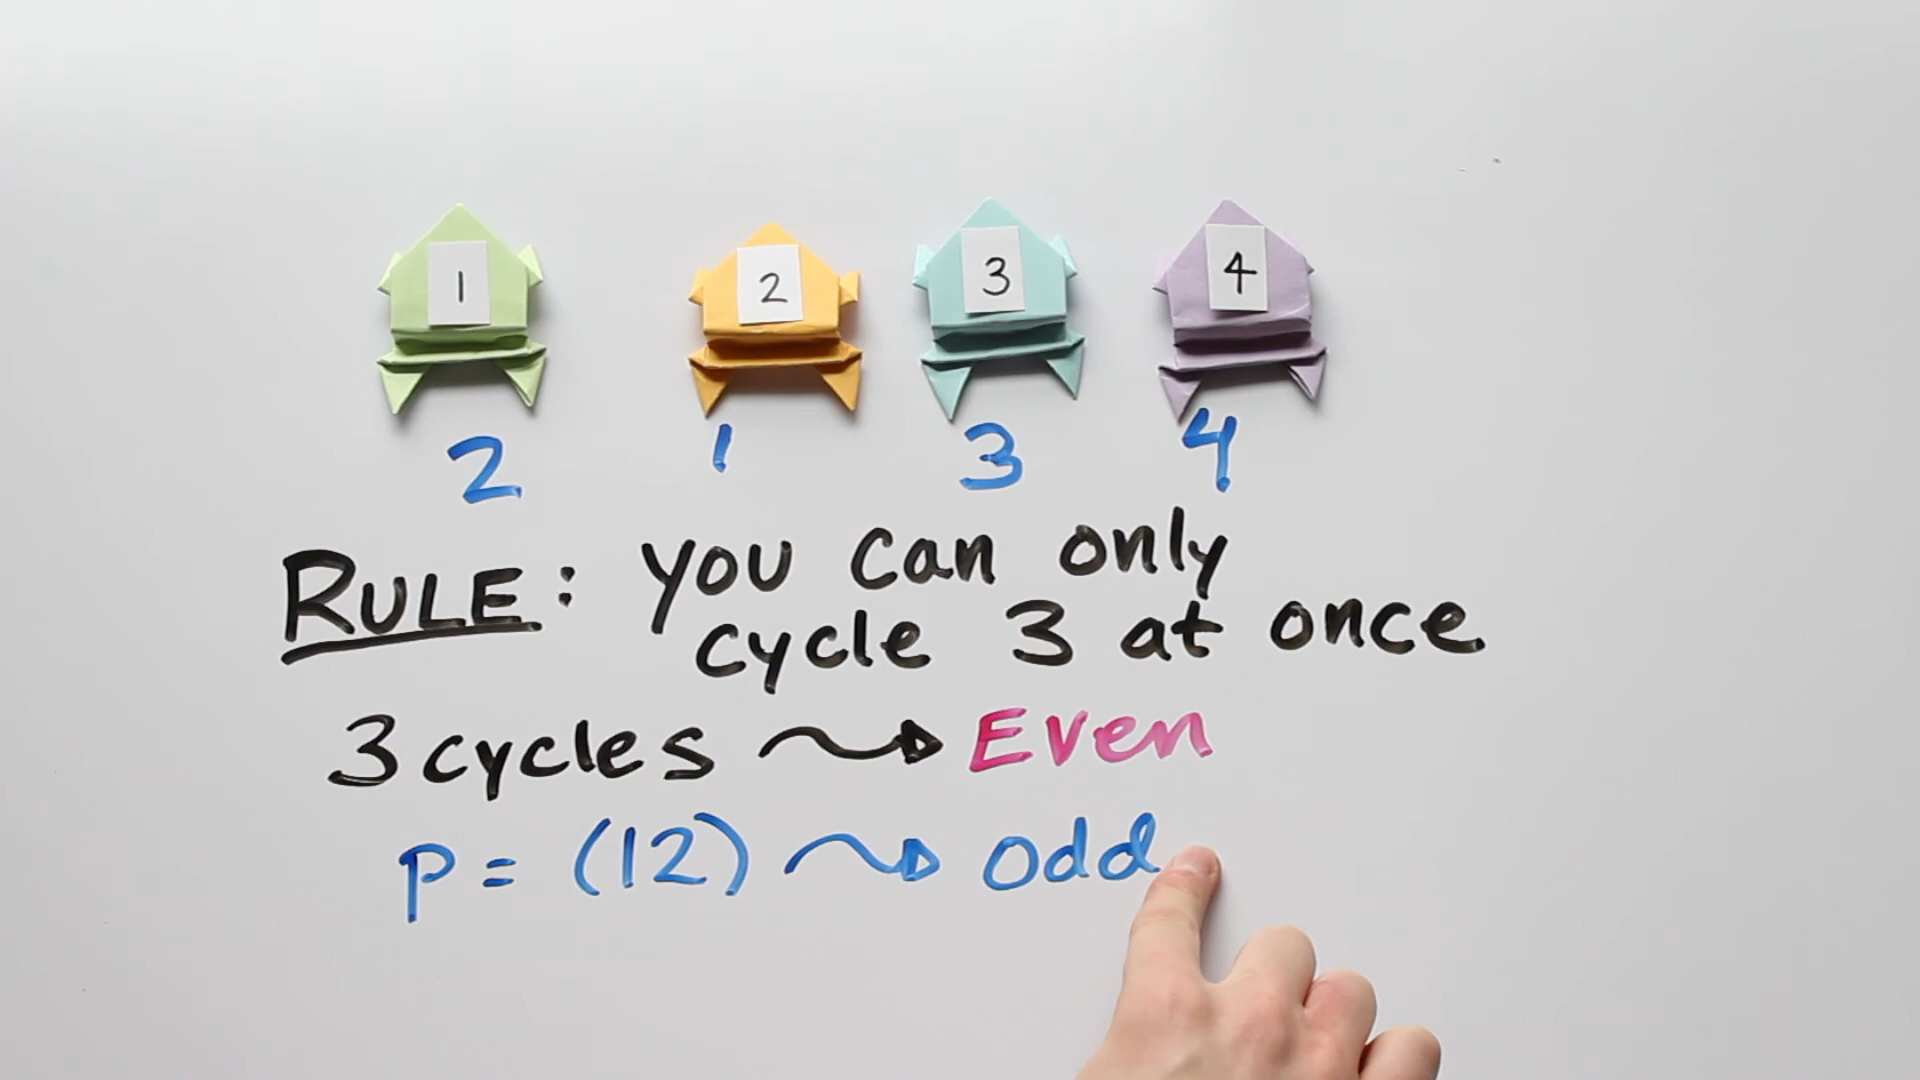 1 2 3 4
2 1 3 4
RULE: you can only
cycle 3 at once
3 cycles ⇝ Even
p = (12) ⇝ odd